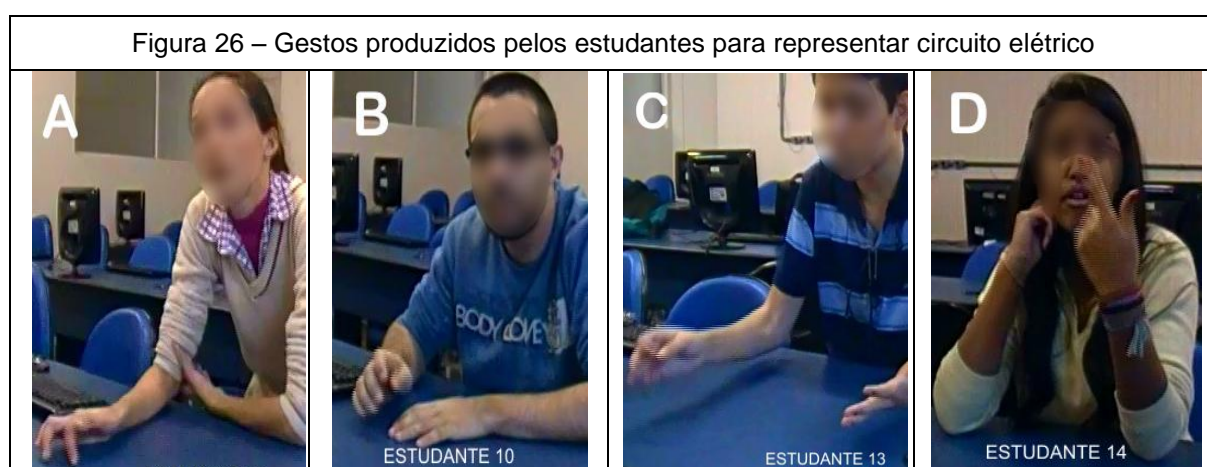 Figura 26 – Gestos produzidos pelos estudantes para representar circuito elétrico
A
B
C
D
BODY LOVE
ESTUDANTE 10
ESTUDANTE 13
ESTUDANTE 14